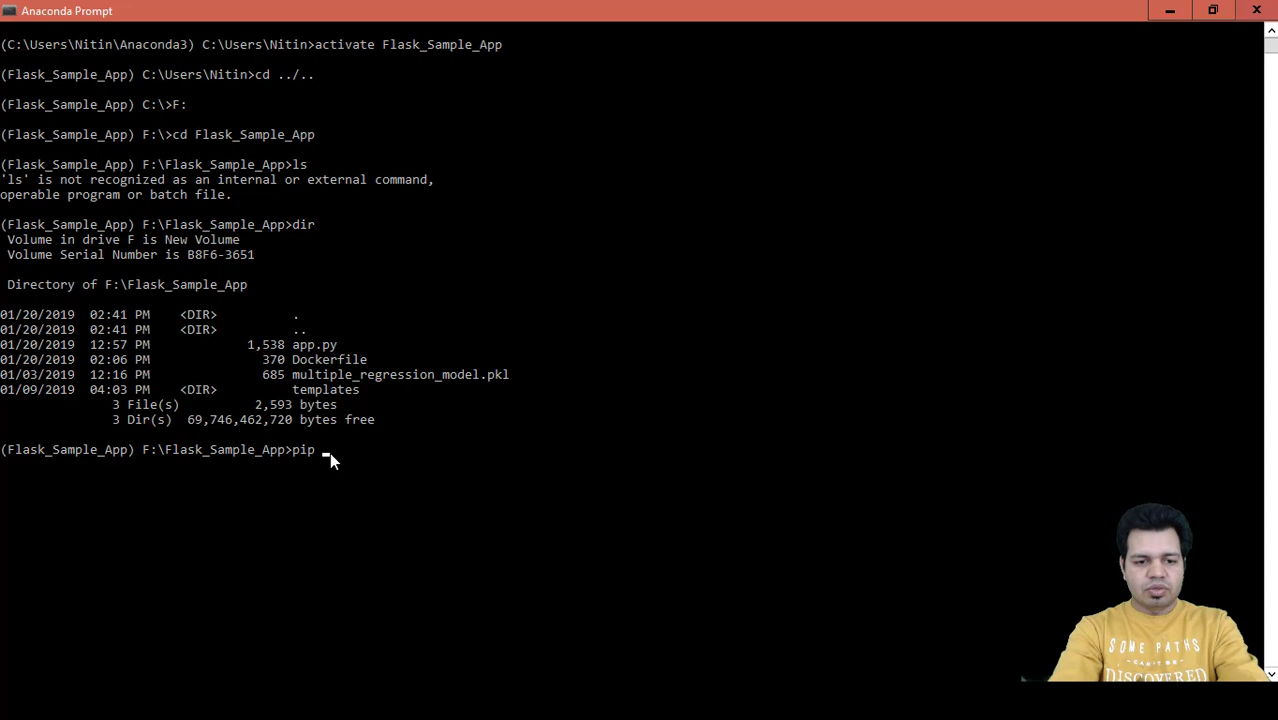 Anaconda Prompt
(C:\Users\Nitin\Anaconda3) C:\Users\Nitin>activate Flask_Sample_App
(Flask_Sample_App) C:\Users\Nitin>cd ../..
(Flask_Sample_App) C:\>F:
(Flask_Sample_App) F:\>cd Flask_Sample_App
(Flask_Sample_App) F:\Flask_Sample_App>ls
'ls' is not recognized as an internal or external command,
operable program or batch file.
(Flask_Sample_App) F:\Flask_Sample_App>dir
Volume in drive F is New Volume
Volume Serial Number is B8F6-3651
Directory of F:\Flask_Sample_App
01/20/2019  02:41 PM    <DIR>          .
01/20/2019  02:41 PM    <DIR>          ..
01/20/2019  12:57 PM             1,538 app.py
01/20/2019  02:06 PM               370 Dockerfile
01/03/2019  12:16 PM               685 multiple_regression_model.pkl
01/09/2019  04:03 PM    <DIR>          templates
3 File(s)          2,593 bytes
3 Dir(s)  69,746,462,720 bytes free
(Flask_Sample_App) F:\Flask_Sample_App>pip
SOME PATHS
-CAN'T BE-
DISCOVERED